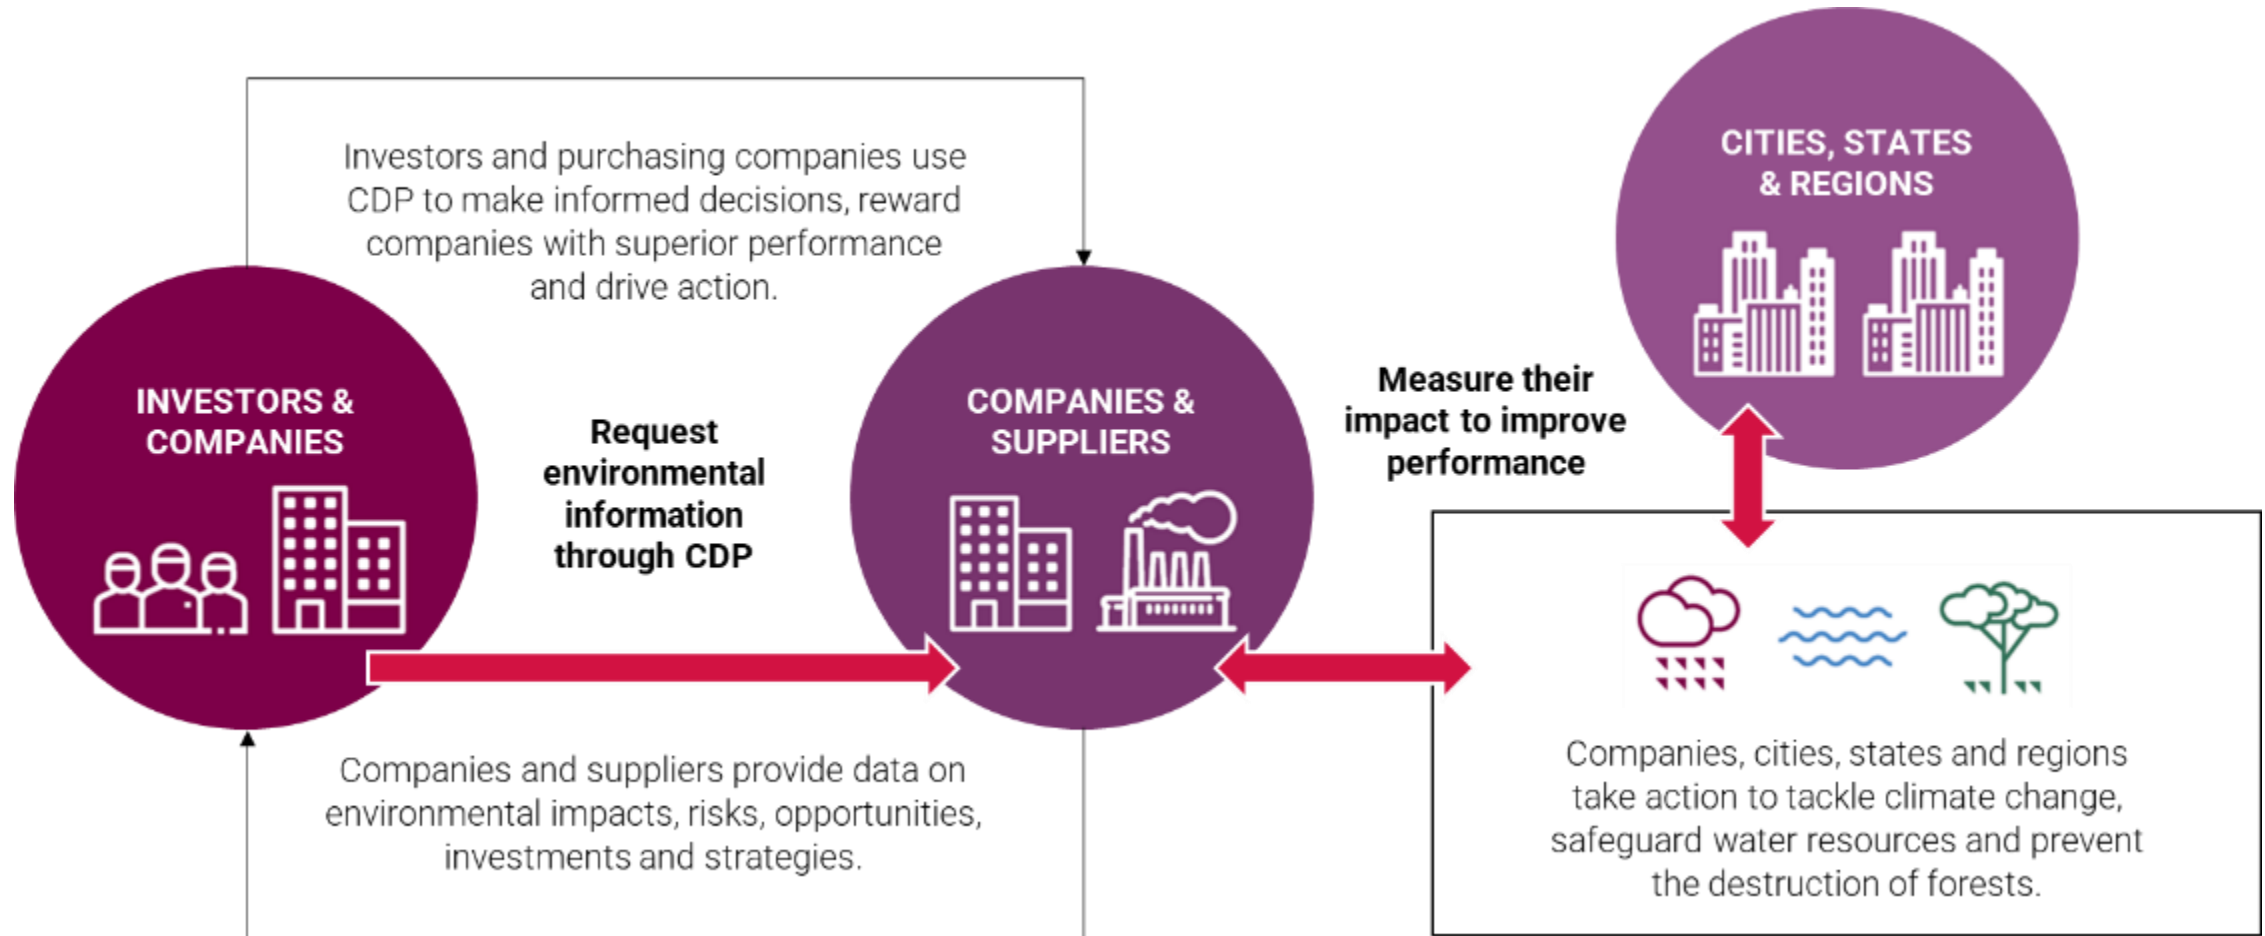 Investors and purchasing companies use
CDP to make informed decisions, reward
companies with superior performance
and drive action.
INVESTORS &
COMPANIES
Request
environmental
information
through CDP
COMPANIES &
SUPPLIERS
Companies and suppliers provide data on
environmental impacts, risks, opportunities,
investments and strategies.
Measure their
impact to improve
performance
CITIES, STATES
& REGIONS
Companies, cities, states and regions
take action to tackle climate change,
safeguard water resources and prevent
the destruction of forests.